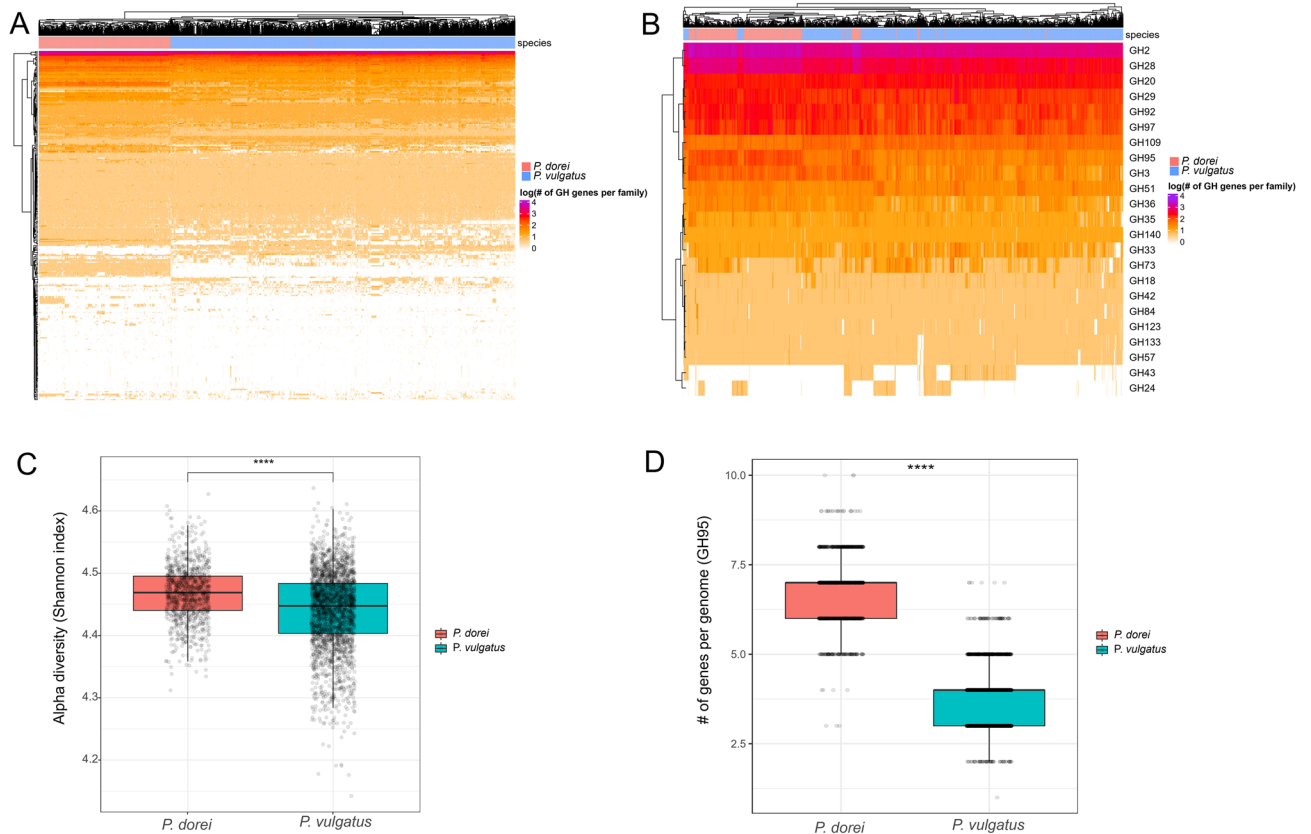 A
species
P. dorei
P. vulgatus
log(# of GH genes per family)
4
3
2
1
0
B
species
GH2
GH28
GH20
GH29
GH92
GH97
GH109
GH95
GH3
GH51
GH36
GH35
GH140
GH33
GH73
GH18
GH42
GH84
GH123
GH133
GH57
GH43
GH24
P. dorei
P. vulgatus
log(# of GH genes per family)
4
3
2
1
0
C
****
Alpha diversity (Shannon index)
4.6
4.5
4.4
4.3
4.2
P. dorei
P. vulgatus
P. dorei
P. vulgatus
D
****
# of genes per genome (GH95)
10.0
7.5
5.0
2.5
P. dorei
P. vulgatus
P. dorei
P. vulgatus